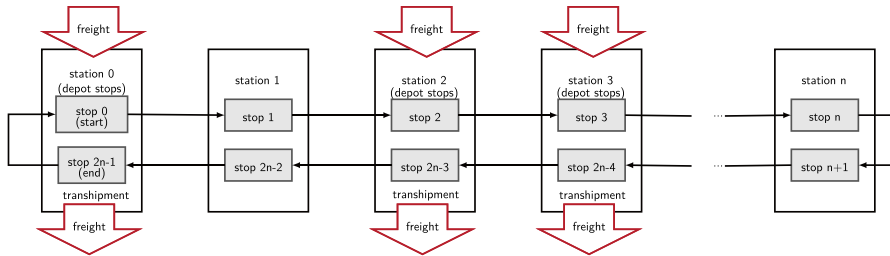 freight
freight
freight
station 0
(depot stops)
station 1
station 2
(depot stops)
station 3
(depot stops)
station n
stop 0
(start)
stop 1
stop 2
stop 3
...
stop n
stop 2n-1
(end)
stop 2n-2
stop 2n-3
stop 2n-4
...
stop n+1
transhipment
transhipment
transhipment
freight
freight
freight